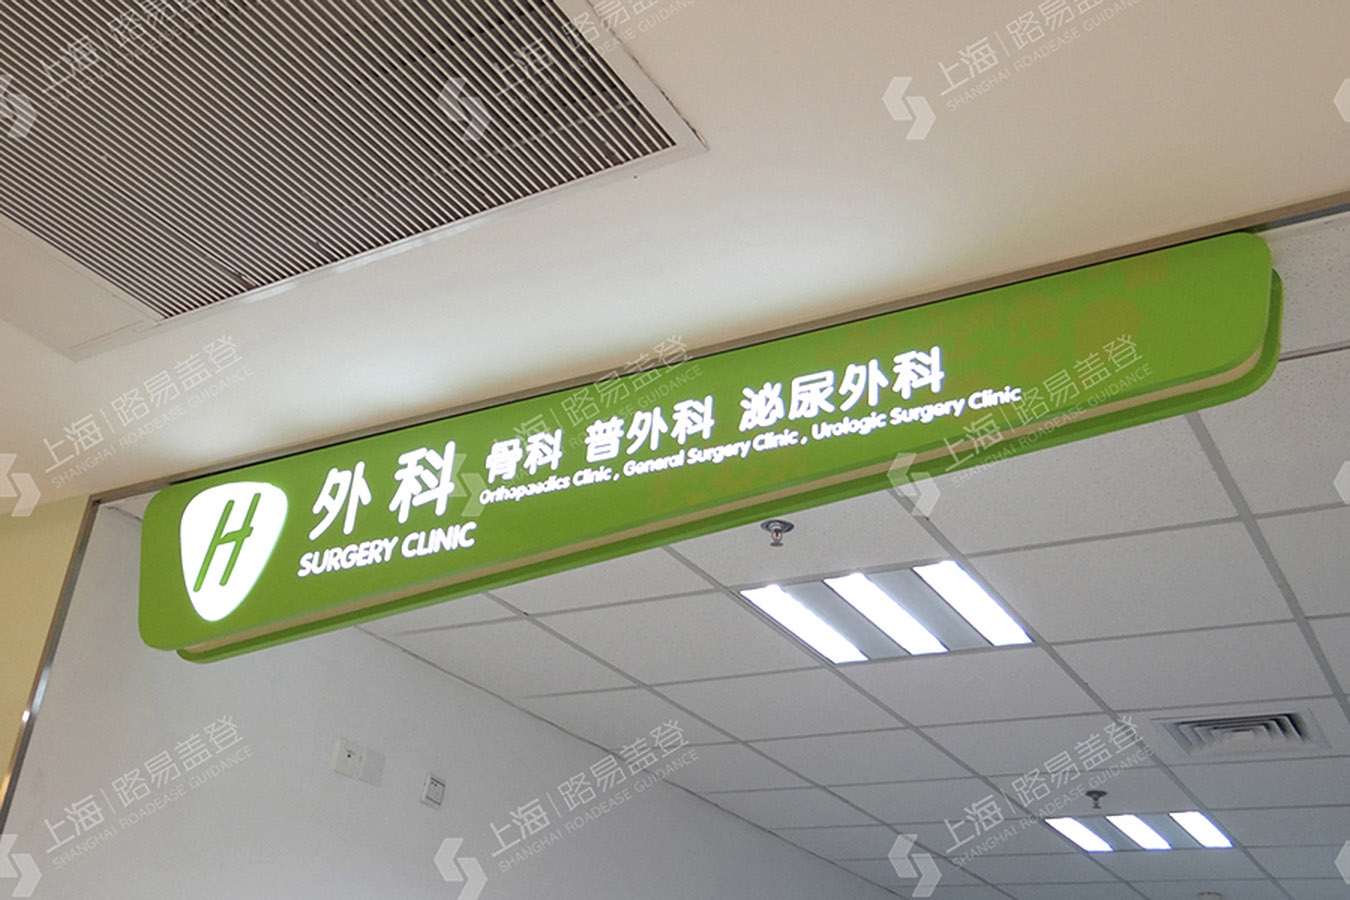 H
外科
SURGERY CLINIC
骨科 普外科 泌尿外科
Orthopaedics Clinic , General Surgery Clinic , Urologic Surgery Clinic
上海|路易盖登
SHANGHAI ROADEASE GUIDANCE